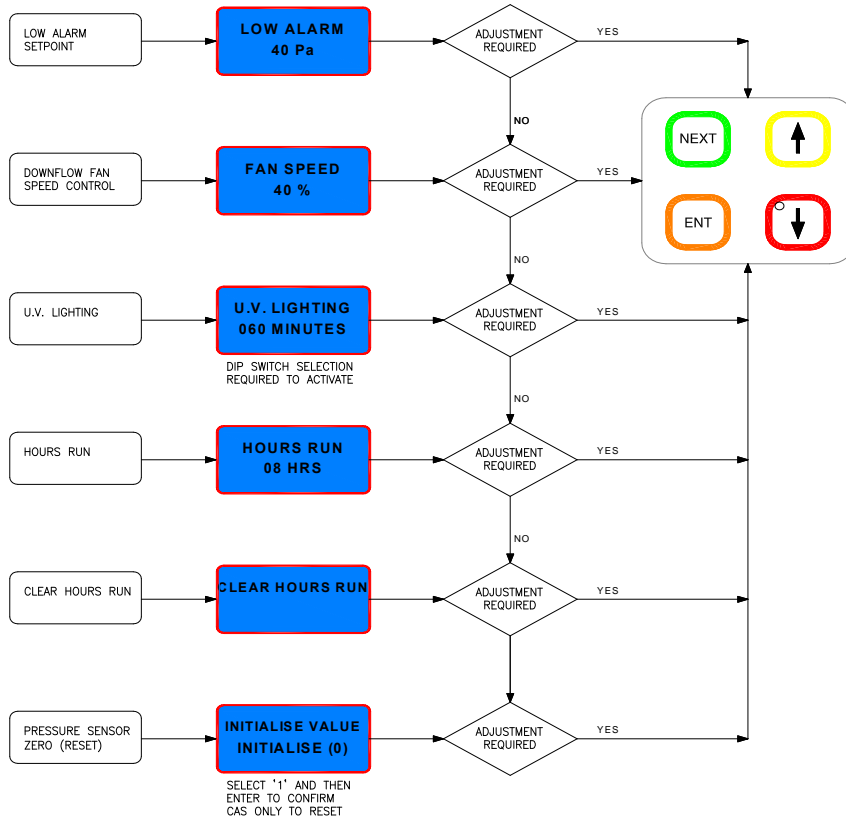 LOW ALARM
SETPOINT
LOW ALARM
40 Pa
ADJUSTMENT
REQUIRED
YES
NO
NEXT
ENT
DOWNFLOW FAN
SPEED CONTROL
FAN SPEED
40 %
ADJUSTMENT
REQUIRED
YES
NO
U.V. LIGHTING
U.V. LIGHTING
060 MINUTES
DIP SWITCH SELECTION
REQUIRED TO ACTIVATE
ADJUSTMENT
REQUIRED
YES
NO
HOURS RUN
HOURS RUN
08 HRS
ADJUSTMENT
REQUIRED
YES
NO
CLEAR HOURS RUN
CLEAR HOURS RUN
ADJUSTMENT
REQUIRED
YES
PRESSURE SENSOR
ZERO (RESET)
INITIALISE VALUE
INITIALISE (0)
SELECT '1' AND THEN
ENTER TO CONFIRM
CAS ONLY TO RESET
ADJUSTMENT
REQUIRED
YES